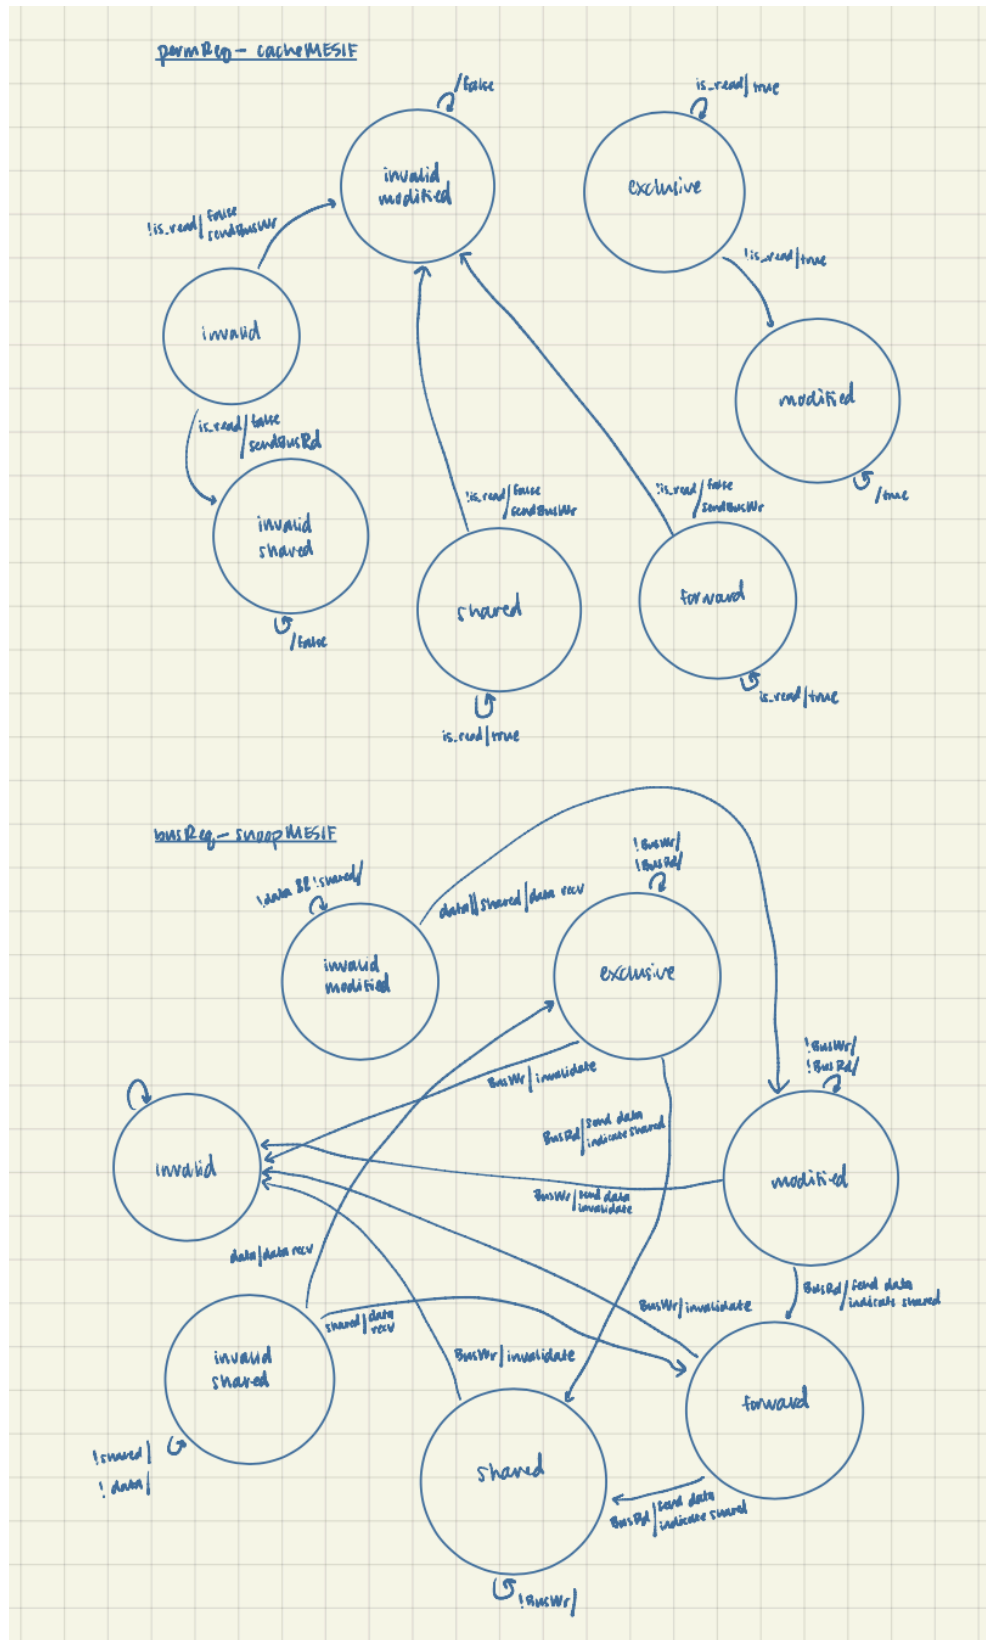 permReq - cacheMESIF
/false
is_read/true
invalid
modified
exclusive
!is_read/false
sendBusWr
!is_read/true
invalid
modified
is_read/false
sendBusRd
!is_read/false
sendBusWr
!is_read/false
sendBusWr
/true
invalid
shared
shared
forward
/false
is_read/true
is_read/true
busReq - snoopMESIF
!BusWr/
!BusRd/
!data && !shared/
data||shared/data recv
invalid
modified
exclusive
!BusWr/
!BusRd/
BusWr/invalidate
BusRd/send data
indicate shared
invalid
modified
BusWr/send data
invalidate
data/data recv
BusRd/send data
indicate shared
BusWr/invalidate
shared/data
recv
BusWr/invalidate
invalid
shared
forward
!shared/
!data/
shared
BusRd/send data
indicate shared
!BusWr/